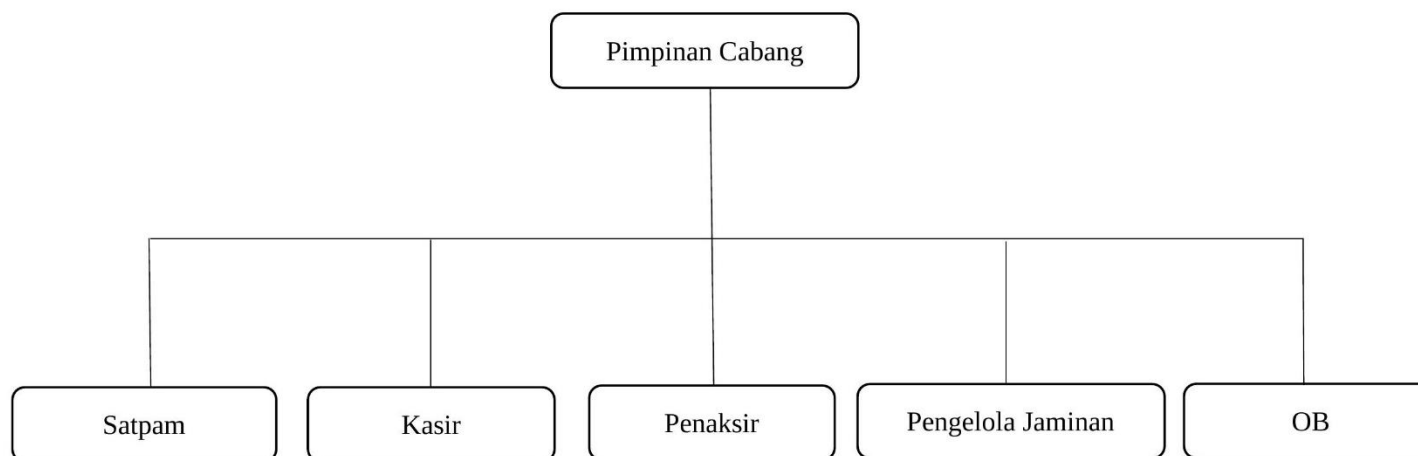 Pimpinan Cabang
Satpam
Kasir
Penaksir
Pengelola Jaminan
OB